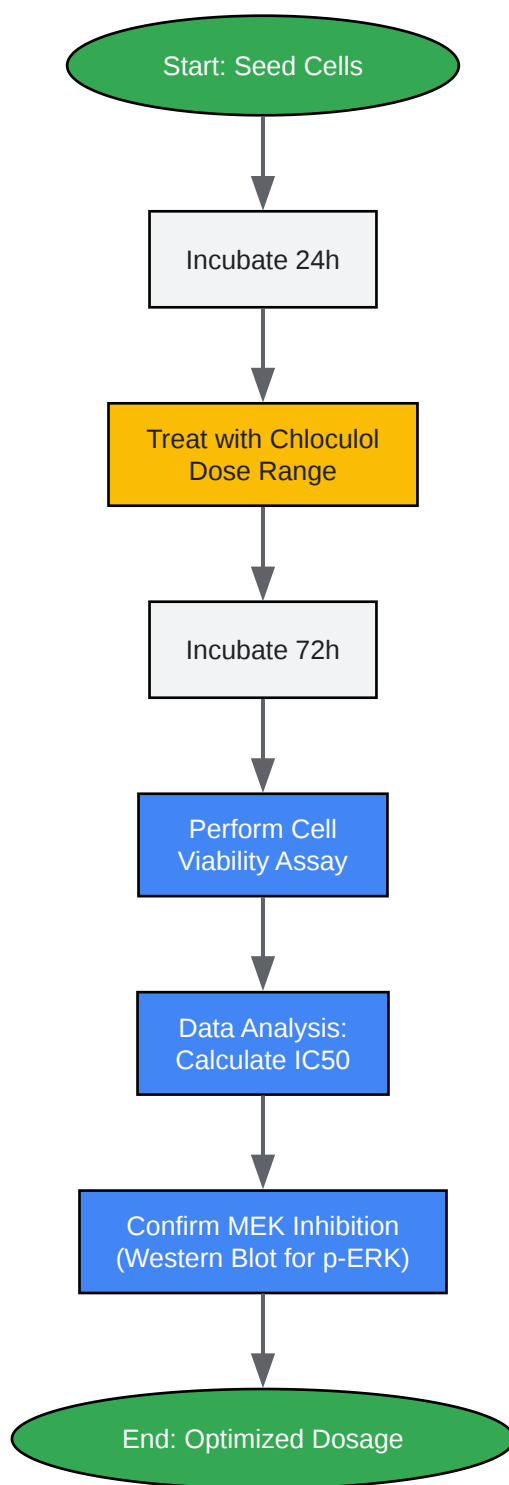 Start: Seed Cells
Incubate 24h
Treat with Chloculol
Dose Range
Incubate 72h
Perform Cell
Viability Assay
Data Analysis:
Calculate IC50
Confirm MEK Inhibition
(Western Blot for p-ERK)
End: Optimized Dosage